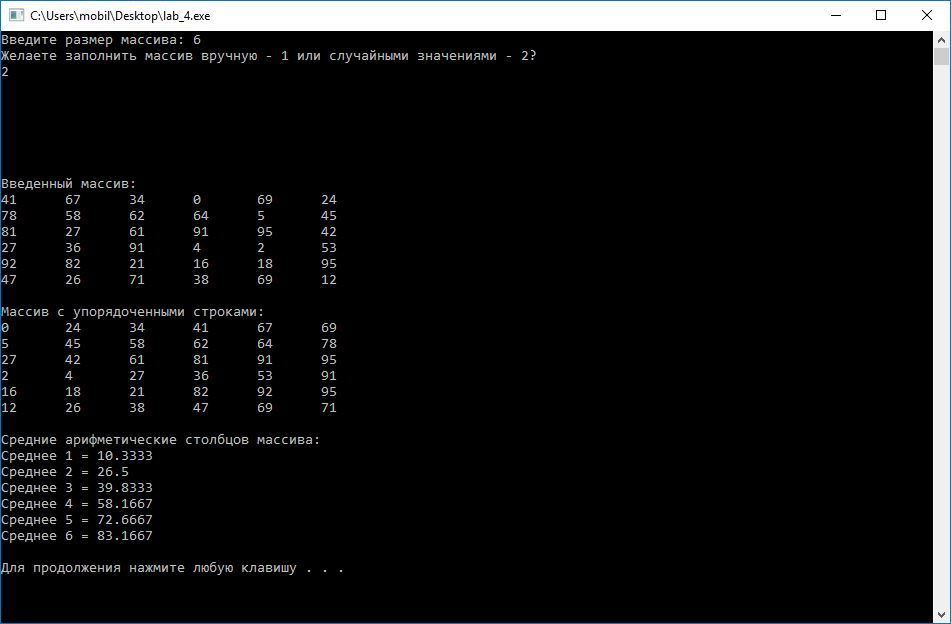 C:\Users\mobil\Desktop\lab_4.exe
Введите размер массива: 6
Желаете заполнить массив вручную - 1 или случайными значениями - 2?
2
Введенный массив:
41 67 34 0 69 24
78 58 62 64 5 45
81 27 61 91 95 42
27 36 91 4 2 53
92 82 21 16 18 95
47 26 71 38 69 12
Массив с упорядоченными строками:
0 24 34 41 67 69
5 45 58 62 64 78
27 42 61 81 91 95
2 4 27 36 53 91
16 18 21 82 92 95
12 26 38 47 69 71
Средние арифметические столбцов массива:
Среднее 1 = 10.3333
Среднее 2 = 26.5
Среднее 3 = 39.8333
Среднее 4 = 58.1667
Среднее 5 = 72.6667
Среднее 6 = 83.1667
Для продолжения нажмите любую клавишу . . .